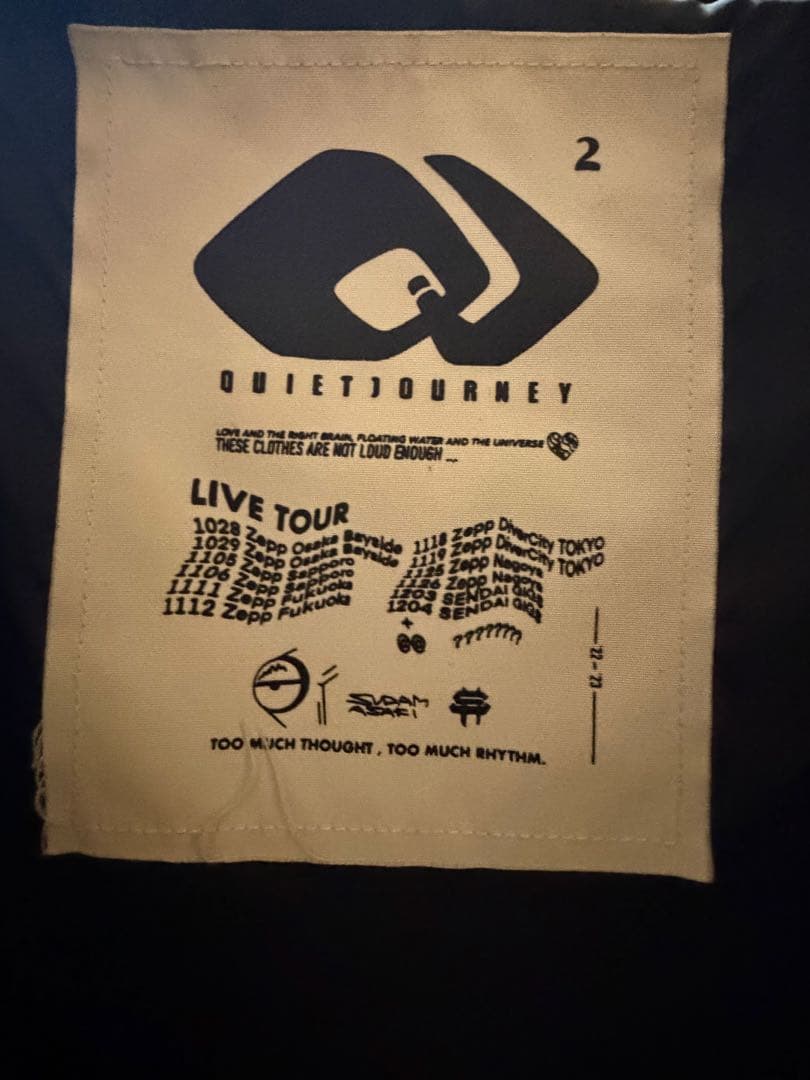 2
QUIETJOURNEY
LOVE AND THE RIGHT BRAIN, FLOATING WATER AND THE UNIVERSE
THESE CLOTHES ARE NOT LOUD ENOUGH ...
LIVE TOUR
1028 Zepp Osaka Bayside
1029 Zepp Osaka Bayside
1105 Zepp Sapporo
1106 Zepp Sapporo
1111 Zepp Fukuoka
1112 Zepp Fukuoka
1118 Zepp DiverCity TOKYO
1119 Zepp DiverCity TOKYO
1125 Zepp Nagoya
1126 Zepp Nagoya
1203 SENDAI GIGS
1204 SENDAI GIGS
+
???????
22 - 23
SUDAM
TOO MUCH THOUGHT , TOO MUCH RHYTHM.